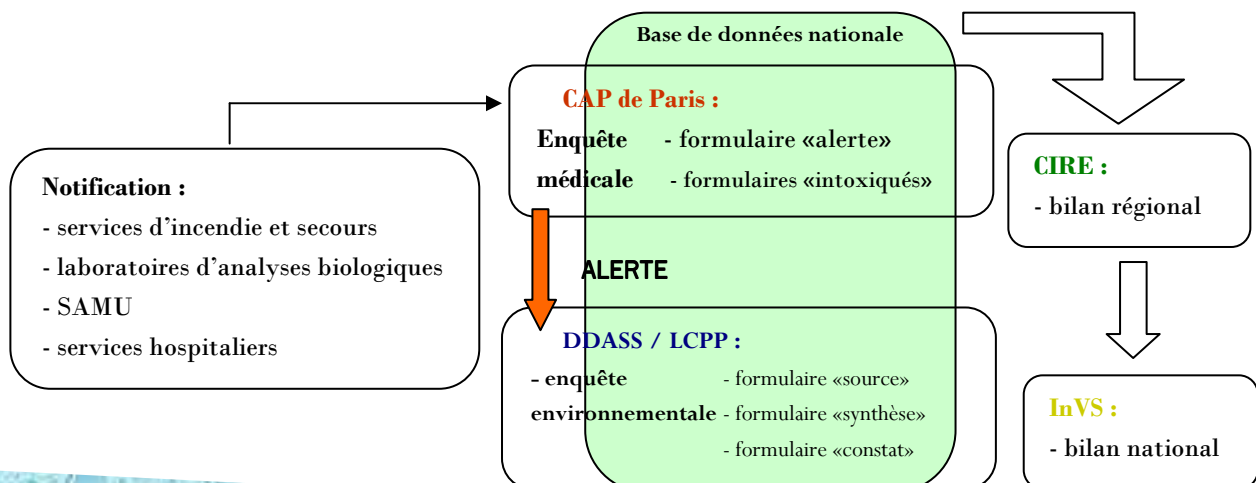 Base de données nationale
CAP de Paris :
Enquête - formulaire «alerte»
médicale - formulaires «intoxiqués»
Notification :
- services d’incendie et secours
- laboratoires d’analyses biologiques
- SAMU
- services hospitaliers
ALERTE
DDASS / LCPP :
- enquête - formulaire «source»
environnementale - formulaire «synthèse»
- formulaire «constat»
CIRE :
- bilan régional
InVS :
- bilan national